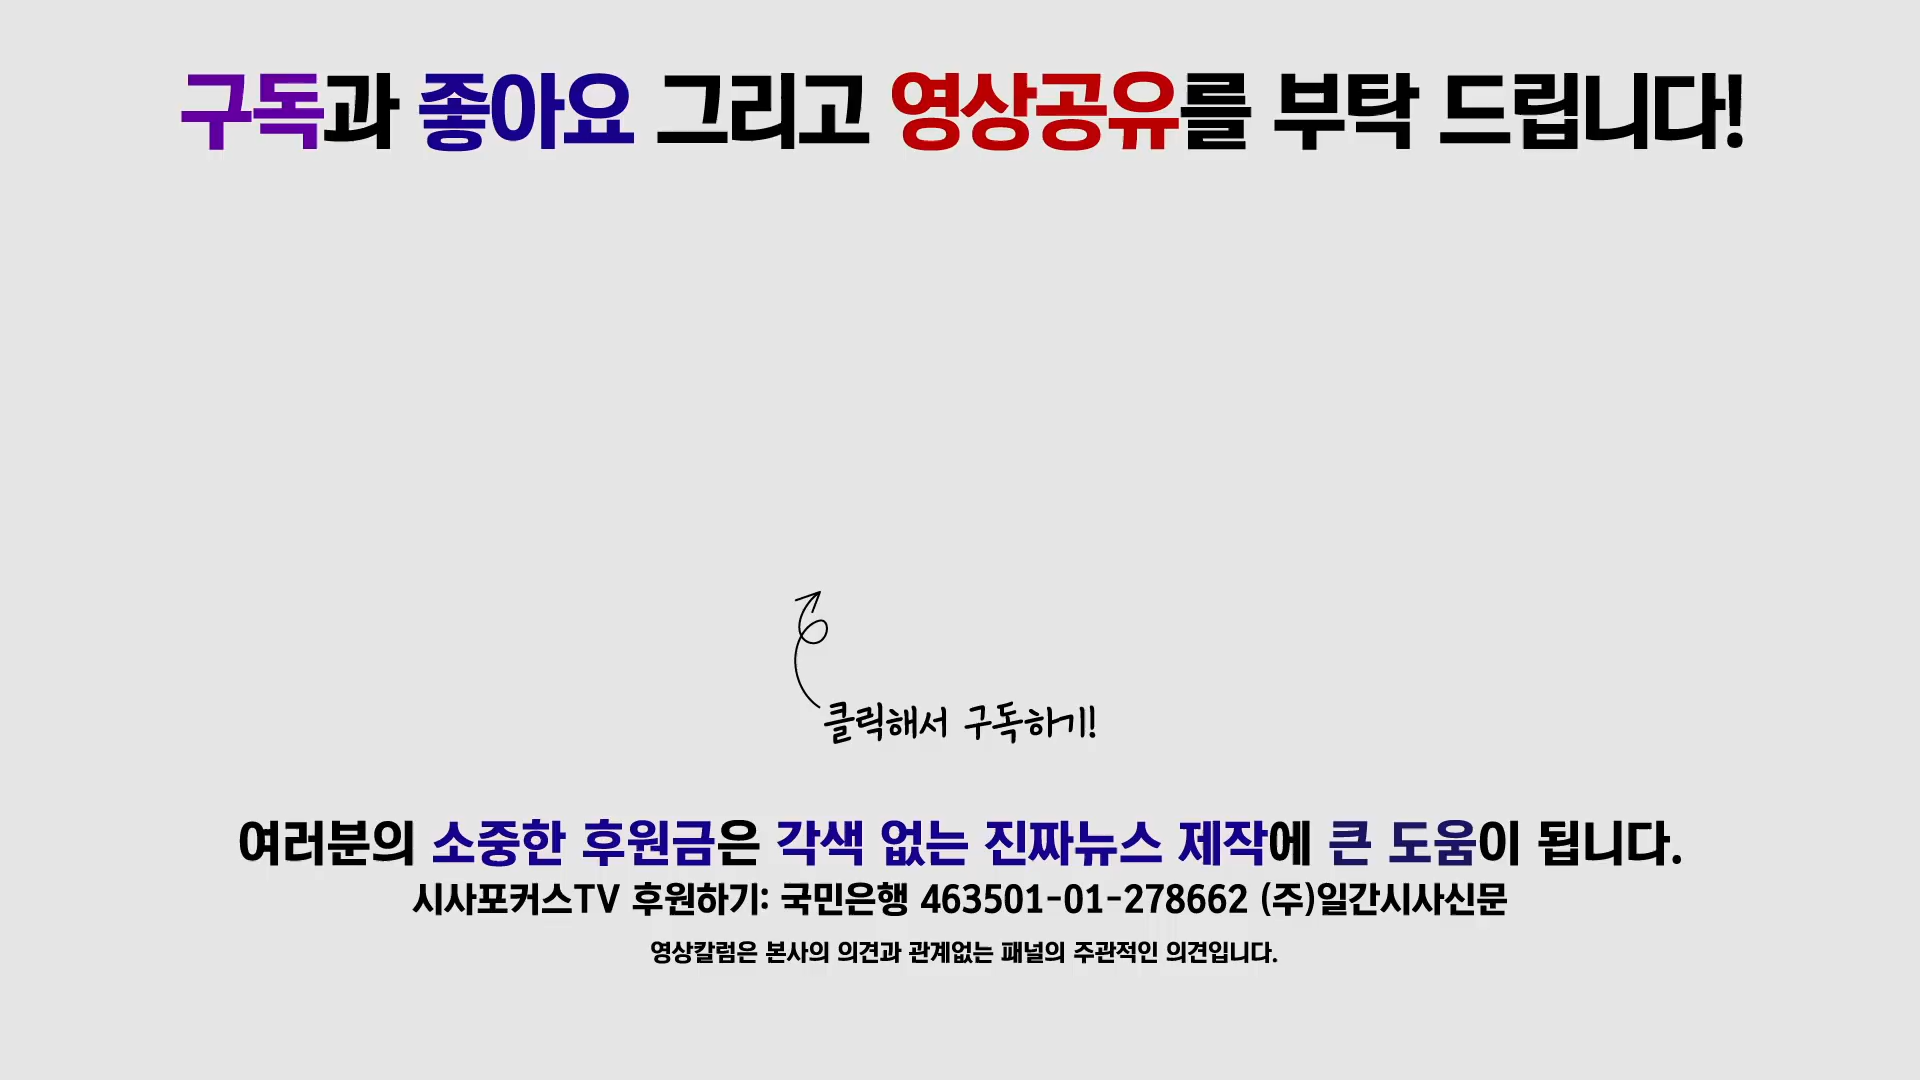 구독과 좋아요 그리고 영상공유를 부탁 드립니다!
클릭해서 구독하기!
여러분의 소중한 후원금은 각색 없는 진짜뉴스 제작에 큰 도움이 됩니다.
시사포커스TV 후원하기: 국민은행 463501-01-278662 (주)일간시사신문
영상칼럼은 본사의 의견과 관계없는 패널의 주관적인 의견입니다.